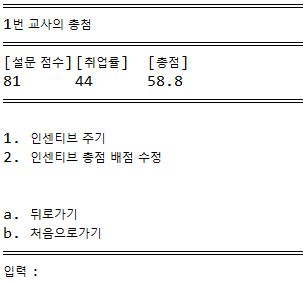 1번 교사의 총점
[설문 점수][취업률] [총점]
81 44 58.8
1. 인센티브 주기
2. 인센티브 총점 배점 수정
a. 뒤로가기
b. 처음으로가기
입력 :